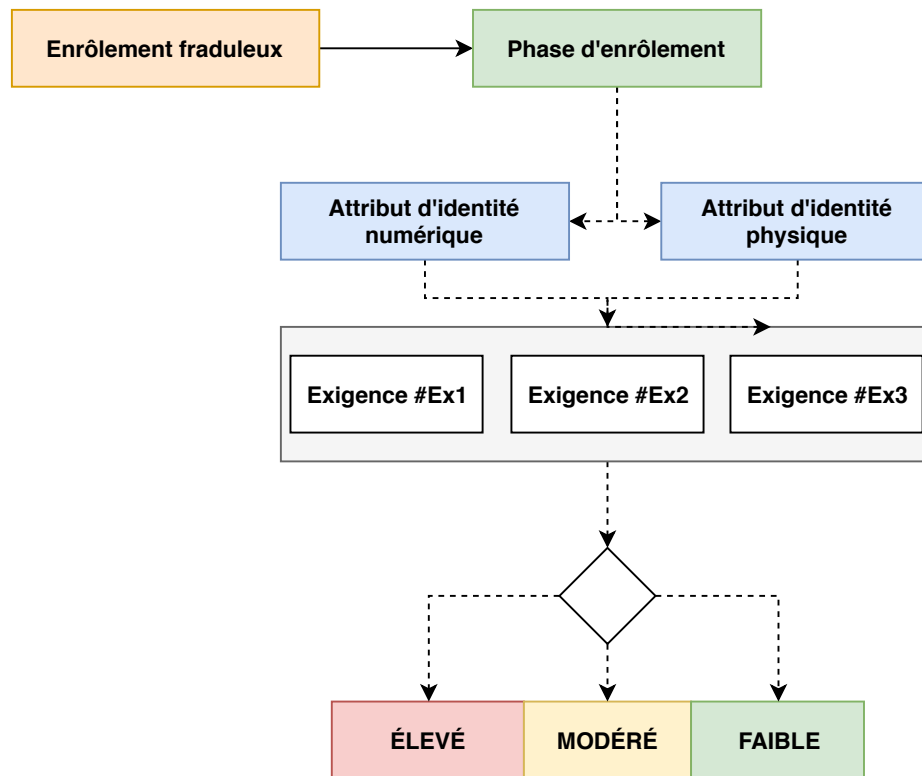 Enrôlement fraduleux
Phase d'enrôlement
Attribut d'identité
numérique
Attribut d'identité
physique
Exigence #Ex1
Exigence #Ex2
Exigence #Ex3
ÉLEVÉ
MODÉRÉ
FAIBLE